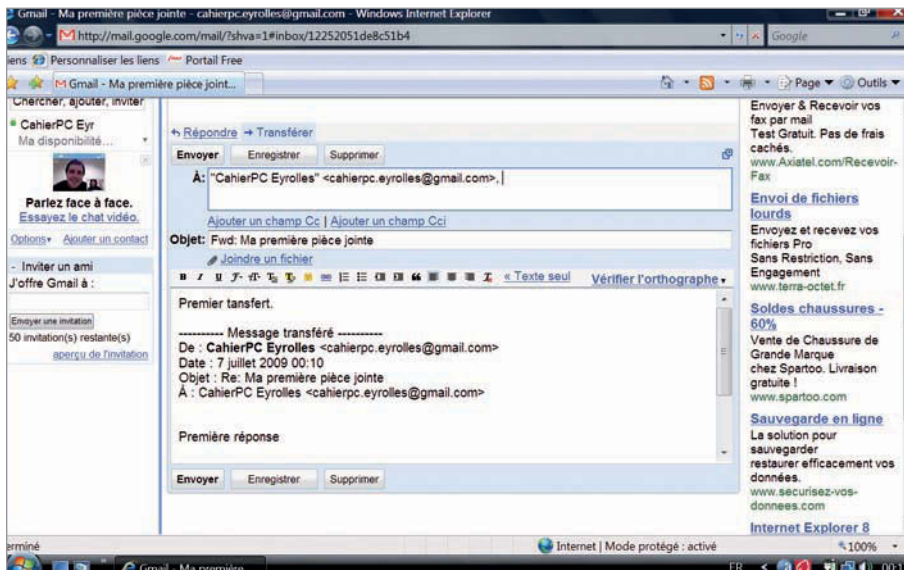 Gmail - Ma première pièce jointe - cahierpc.eyrolles@gmail.com - Windows Internet Explorer
http://mail.google.com/mail/?shva=1#inbox/12252051de8c51b4
Google
iens Personnaliser les liens Portail Free
Gmail - Ma première pièce joint...
Page Outils
Chercher, ajouter, inviter
CahierPC Eyr
Ma disponibilité...
Parlez face à face.
Essayez le chat vidéo.
Options Ajouter un contact
- Inviter un ami
J'offre Gmail à :
Envoyer une invitation
50 invitation(s) restante(s)
aperçu de l'invitation
Répondre Transférer
Envoyer Enregistrer Supprimer
À: "CahierPC Eyrolles" <cahierpc.eyrolles@gmail.com>,
Ajouter un champ Cc | Ajouter un champ Cci
Objet: Fwd: Ma première pièce jointe
Joindre un fichier
« Texte seul Vérifier l'orthographe
Premier tansfert.
---------- Message transféré ----------
De : CahierPC Eyrolles <cahierpc.eyrolles@gmail.com>
Date : 7 juillet 2009 00:10
Objet : Re: Ma première pièce jointe
À : CahierPC Eyrolles <cahierpc.eyrolles@gmail.com>
Première réponse
Envoyer Enregistrer Supprimer
Envoyer & Recevoir vos
fax par mail
Test Gratuit. Pas de frais
cachés.
www.Axiatel.com/Recevoir-
Fax
Envoi de fichiers
lourds
Envoyez et recevez vos
fichiers Pro
Sans Restriction, Sans
Engagement
www.terra-octet.fr
Soldes chaussures -
60%
Vente de Chaussure de
Grande Marque
chez Spartoo. Livraison
gratuite !
www.spartoo.com
Sauvegarde en ligne
La solution pour
sauvegarder
restaurer efficacement vos
données.
www.securisez-vos-
donnees.com
Internet Explorer 8
erminé
Internet | Mode protégé : activé
100%
Gmail - Ma première
FR